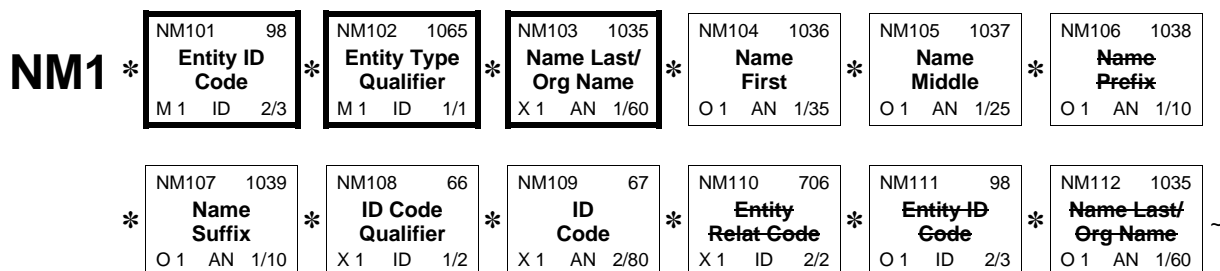 NM101 98 NM102 1065 NM103 1035 NM104 1036 NM105 1037 NM106 1038
NM1 * Entity ID * Entity Type * Name Last/ * Name * Name * Name
Code Qualifier Org Name First Middle Prefix
M 1 ID 2/3 M 1 ID 1/1 X 1 AN 1/60 O 1 AN 1/35 O 1 AN 1/25 O 1 AN 1/10
NM107 1039 NM108 66 NM109 67 NM110 706 NM111 98 NM112 1035
* Name * ID Code * ID * Entity * Entity ID * Name Last/ ~
Suffix Qualifier Code Relat Code Code Org Name
O 1 AN 1/10 X 1 ID 1/2 X 1 AN 2/80 X 1 ID 2/2 O 1 ID 2/3 O 1 AN 1/60